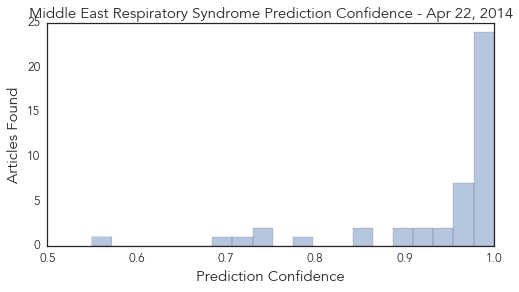 Middle East Respiratory Syndrome Prediction Confidence - Apr 22, 2014
25
20
15
10
5
0
Articles Found
0.5 0.6 0.7 0.8 0.9 1.0
Prediction Confidence